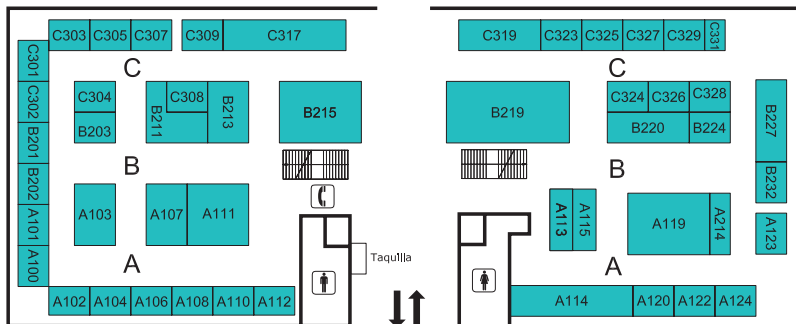 C303 C305 C307 C309 C317 C319 C323 C325 C327 C329 C331
C301
C C
C302 C304 C308 C324 C326 C328
B201 B203 B211 B213 B215 B219 B220 B224 B227
B B
B202 B232
A101 A103 A107 A111 A113 A115 A119 A214 A123
A100
A Taquilla A
A102 A104 A106 A108 A110 A112 A114 A120 A122 A124